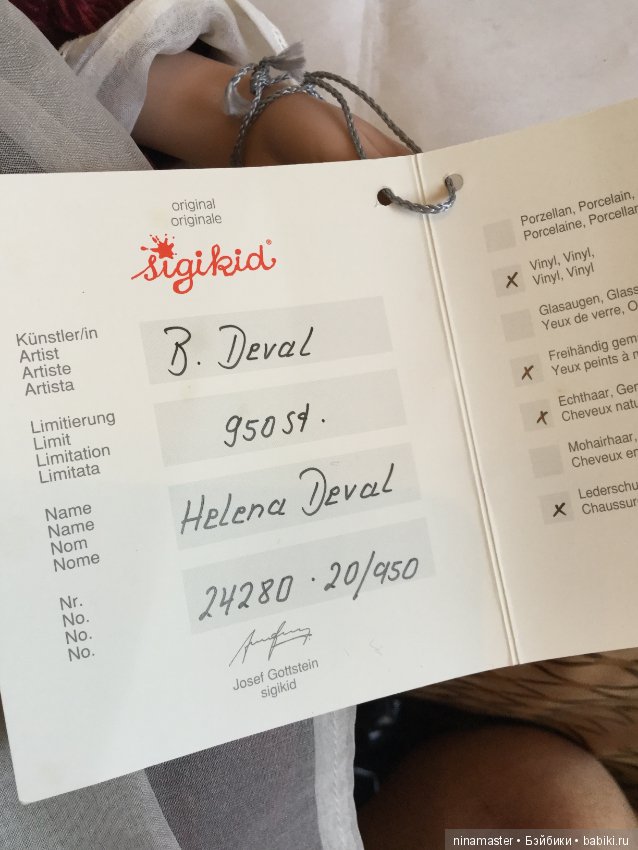 original
originale
sigikid®
Künstler/in
Artist
Artiste
Artista
B. Deval
Limitierung
Limit
Limitation
Limitata
950 St.
Name
Name
Nom
Nome
Helena Deval
Nr.
No.
No.
No.
24280 · 20/950
Josef Gottstein
sigikid
Porzellan, Porcelain,
Porcelaine, Porcellan
x Vinyl, Vinyl,
Vinyl, Vinyl
Glasaugen, Glass
Yeux de verre, O
x Freihändig gem
Yeux peints à m
x Echthaar, Gen
Cheveux natu
Mohairhaar,
Cheveux en
x Lederschu
Chaussure
ninamaster • Бэйбики • babiki.ru